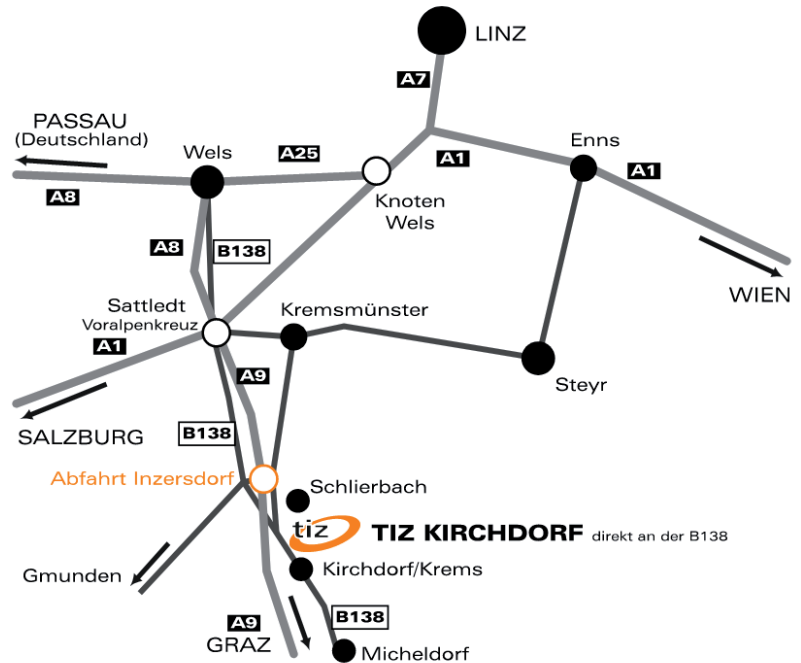 LINZ
A7
PASSAU
(Deutschland)
Wels
A25
A1
Enns
A1
A8
Knoten
Wels
A8
B138
WIEN
Sattledt
Voralpenkreuz
Kremsmünster
A1
A9
Steyr
SALZBURG
B138
Abfahrt Inzersdorf
Schlierbach
tiz TIZ KIRCHDORF direkt an der B138
Gmunden
Kirchdorf/Krems
A9
B138
GRAZ
Micheldorf